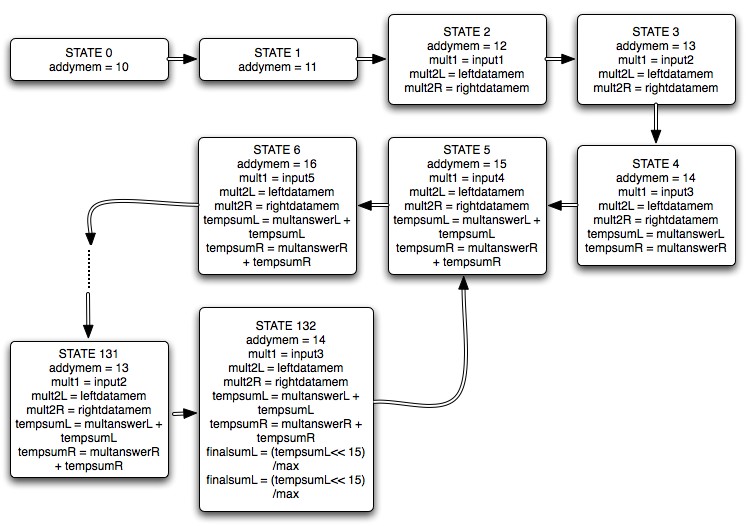 STATE 0
addymem = 10
STATE 1
addymem = 11
STATE 2
addymem = 12
mult1 = input1
mult2L = leftdatamem
mult2R = rightdatamem
STATE 3
addymem = 13
mult1 = input2
mult2L = leftdatamem
mult2R = rightdatamem
STATE 4
addymem = 14
mult1 = input3
mult2L = leftdatamem
mult2R = rightdatamem
tempsumL = multanswerL
tempsumR = multanswerR
STATE 5
addymem = 15
mult1 = input4
mult2L = leftdatamem
mult2R = rightdatamem
tempsumL = multanswerL +
tempsumL
tempsumR = multanswerR
+ tempsumR
STATE 6
addymem = 16
mult1 = input5
mult2L = leftdatamem
mult2R = rightdatamem
tempsumL = multanswerL +
tempsumL
tempsumR = multanswerR
+ tempsumR
STATE 131
addymem = 13
mult1 = input2
mult2L = leftdatamem
mult2R = rightdatamem
tempsumL = multanswerL +
tempsumL
tempsumR = multanswerR
+ tempsumR
STATE 132
addymem = 14
mult1 = input3
mult2L = leftdatamem
mult2R = rightdatamem
tempsumL = multanswerL +
tempsumL
tempsumR = multanswerR +
tempsumR
finalsumL = (tempsumL<< 15)
/max
finalsumL = (tempsumL<< 15)
/max